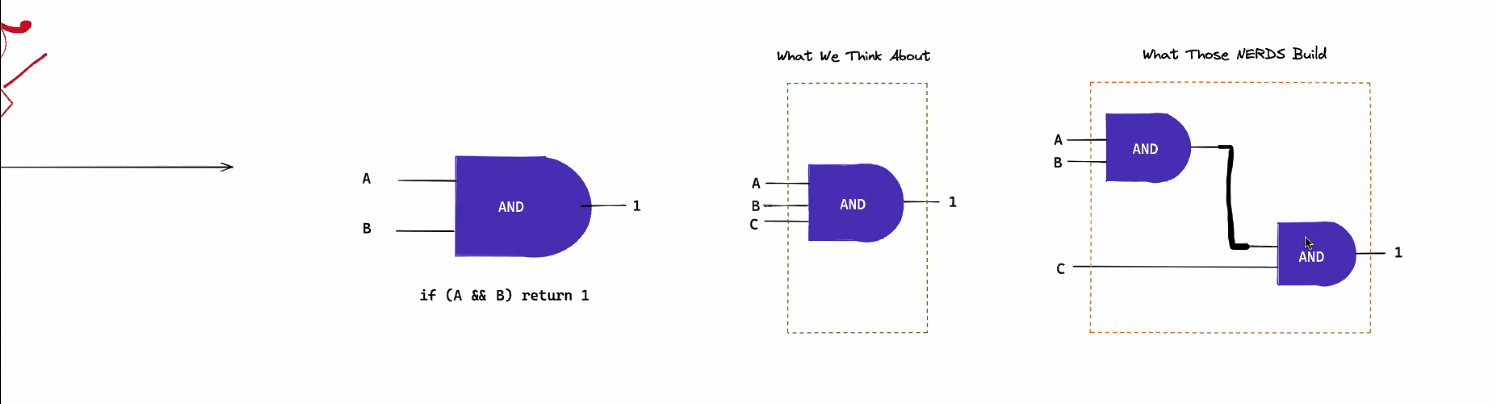 A
B
AND
1
if (A && B) return 1
What We Think About
A
B
C
AND
1
What Those NERDS Build
A
B
AND
C
AND
1